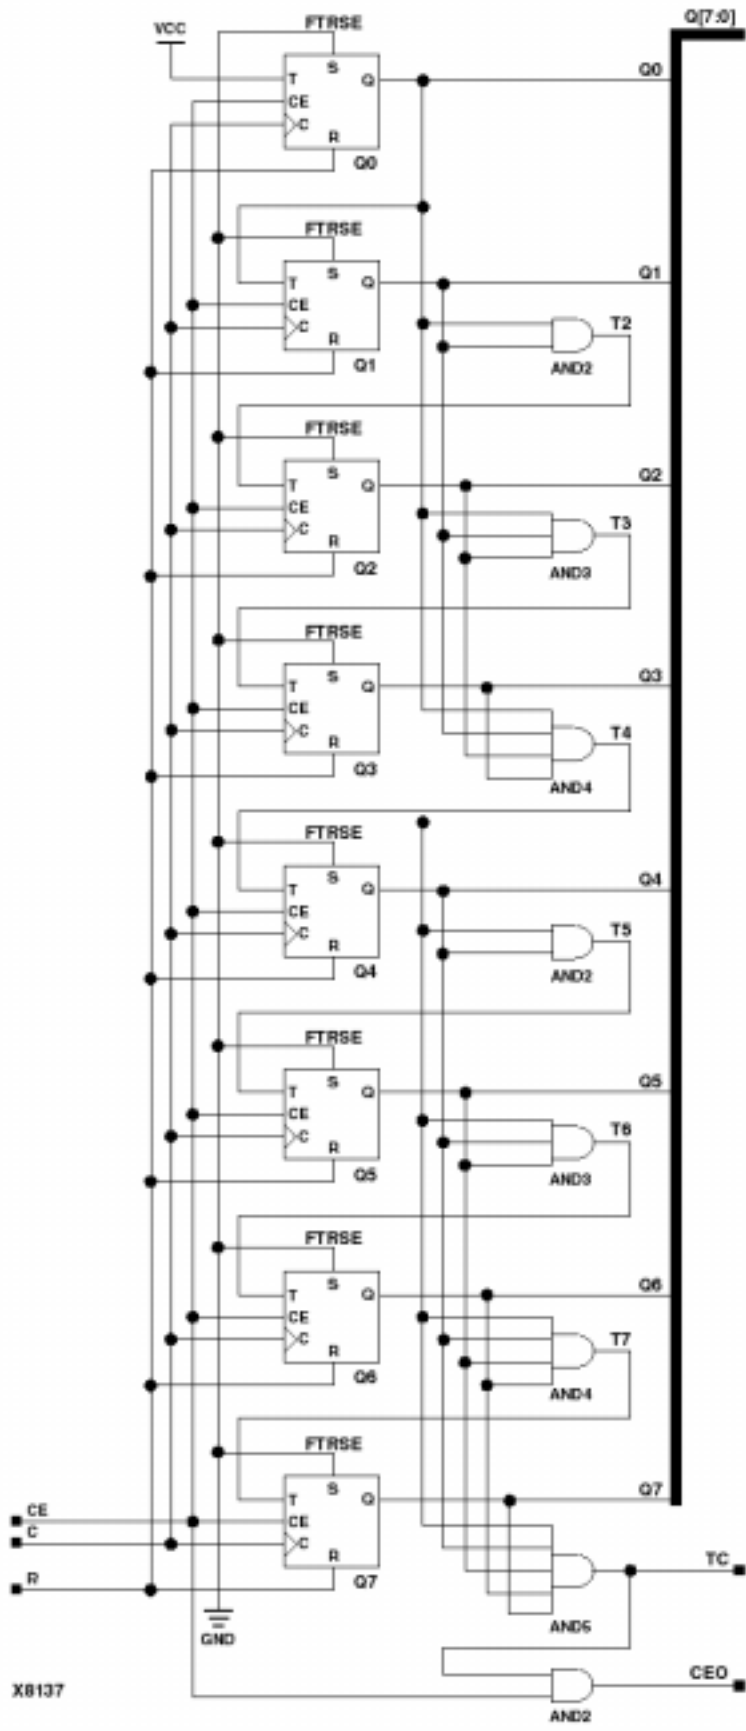 Q[7:0]
VCC
FTRSE
S
T
Q
Q0
CE
C
R
Q0
FTRSE
S
T
Q
Q1
CE
C
R
Q1
T2
AND2
FTRSE
S
T
Q
Q2
CE
C
R
Q2
T3
AND3
FTRSE
S
T
Q
Q3
CE
C
R
Q3
T4
AND4
FTRSE
S
T
Q
Q4
CE
C
R
Q4
T5
AND2
FTRSE
S
T
Q
Q5
CE
C
R
Q5
T6
AND3
FTRSE
S
T
Q
Q6
CE
C
R
Q6
T7
AND4
FTRSE
S
T
Q
Q7
CE
CE
C
C
R
R
Q7
TC
AND5
GND
CEO
X8137
AND2